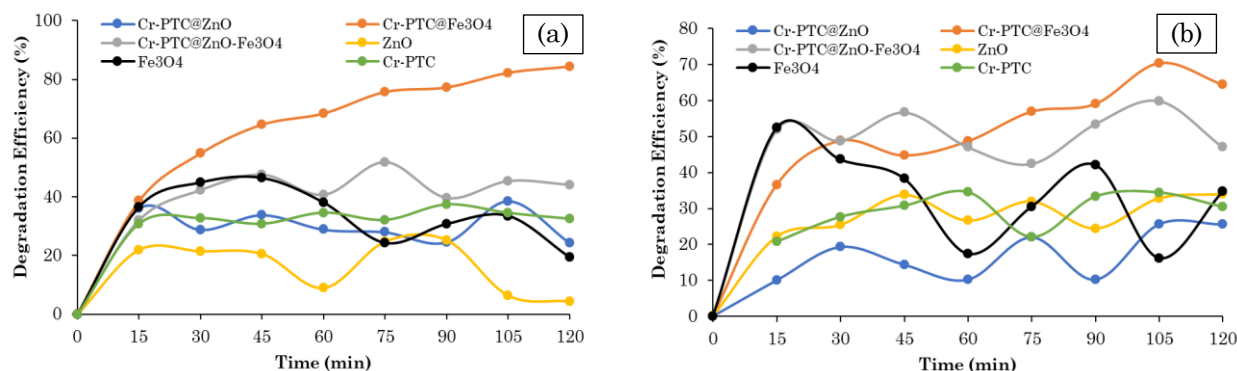 (a)
Cr-PTC@ZnO
Cr-PTC@Fe3O4
Cr-PTC@ZnO-Fe3O4
ZnO
Fe3O4
Cr-PTC
Degradation Efficiency (%)
100
80
60
40
20
0
0 15 30 45 60 75 90 105 120
Time (min)
(b)
Cr-PTC@ZnO
Cr-PTC@Fe3O4
Cr-PTC@ZnO-Fe3O4
ZnO
Fe3O4
Cr-PTC
Degradation Efficiency (%)
80
70
60
50
40
30
20
10
0
0 15 30 45 60 75 90 105 120
Time (min)